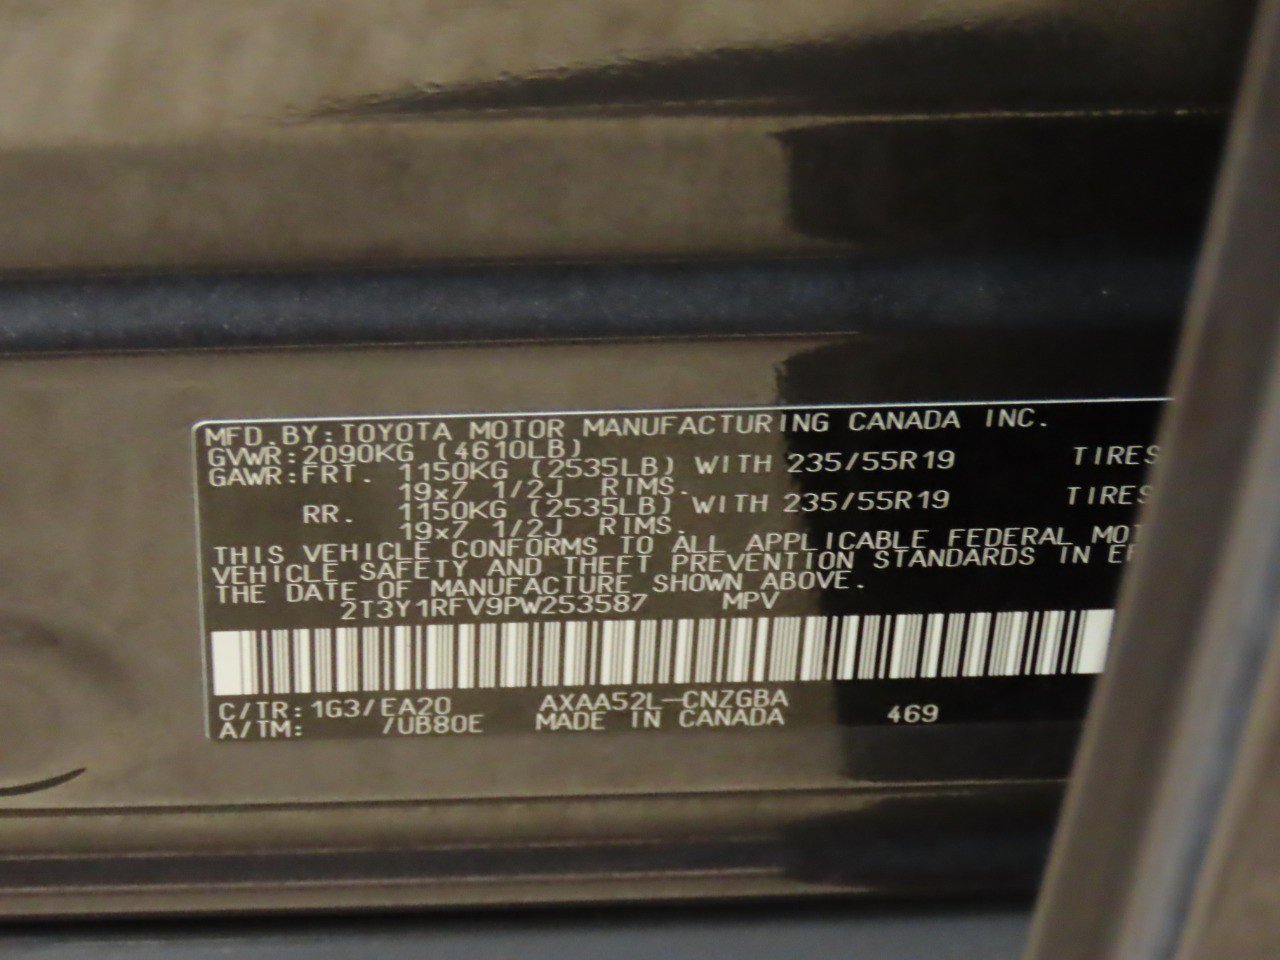 MFD.BY:TOYOTA MOTOR MANUFACTURING CANADA INC.
GVWR:2090KG (4610LB)
GAWR:FRT. 1150KG (2535LB) WITH 235/55R19 TIRES
19x7 1/2J RIMS.
RR. 1150KG (2535LB) WITH 235/55R19 TIRES
19x7 1/2J RIMS.
THIS VEHICLE CONFORMS TO ALL APPLICABLE FEDERAL MOT
VEHICLE SAFETY AND THEFT PREVENTION STANDARDS IN EF
THE DATE OF MANUFACTURE SHOWN ABOVE.
2T3Y1RFV9PW253587 MPV
C/TR: 1G3/EA20 AXAA52L-CNZGBA
A/TM: /UB80E MADE IN CANADA 469